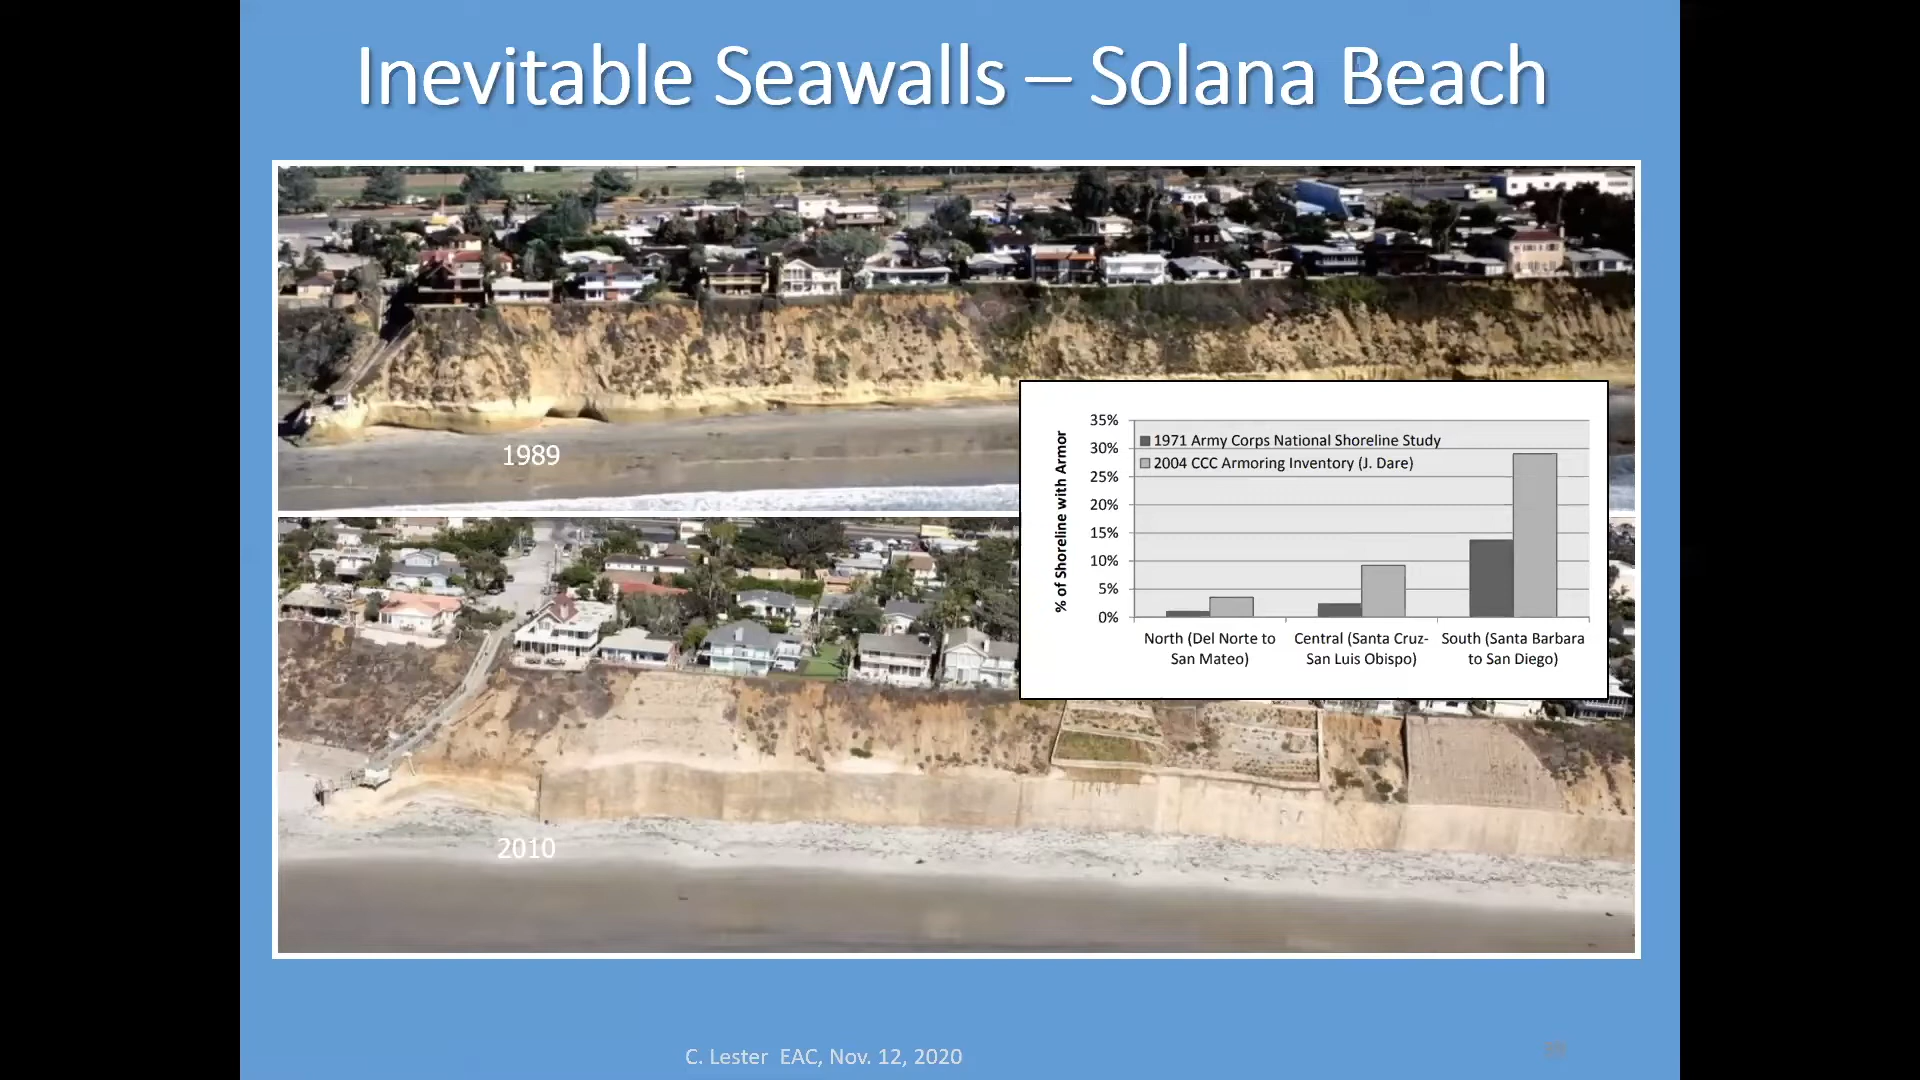 Inevitable Seawalls – Solana Beach
1989
35%
30%
25%
20%
15%
10%
5%
0%
% of Shoreline with Armor
1971 Army Corps National Shoreline Study
2004 CCC Armoring Inventory (J. Dare)
North (Del Norte to
San Mateo)
Central (Santa Cruz-
San Luis Obispo)
South (Santa Barbara
to San Diego)
2010
C. Lester  EAC, Nov. 12, 2020